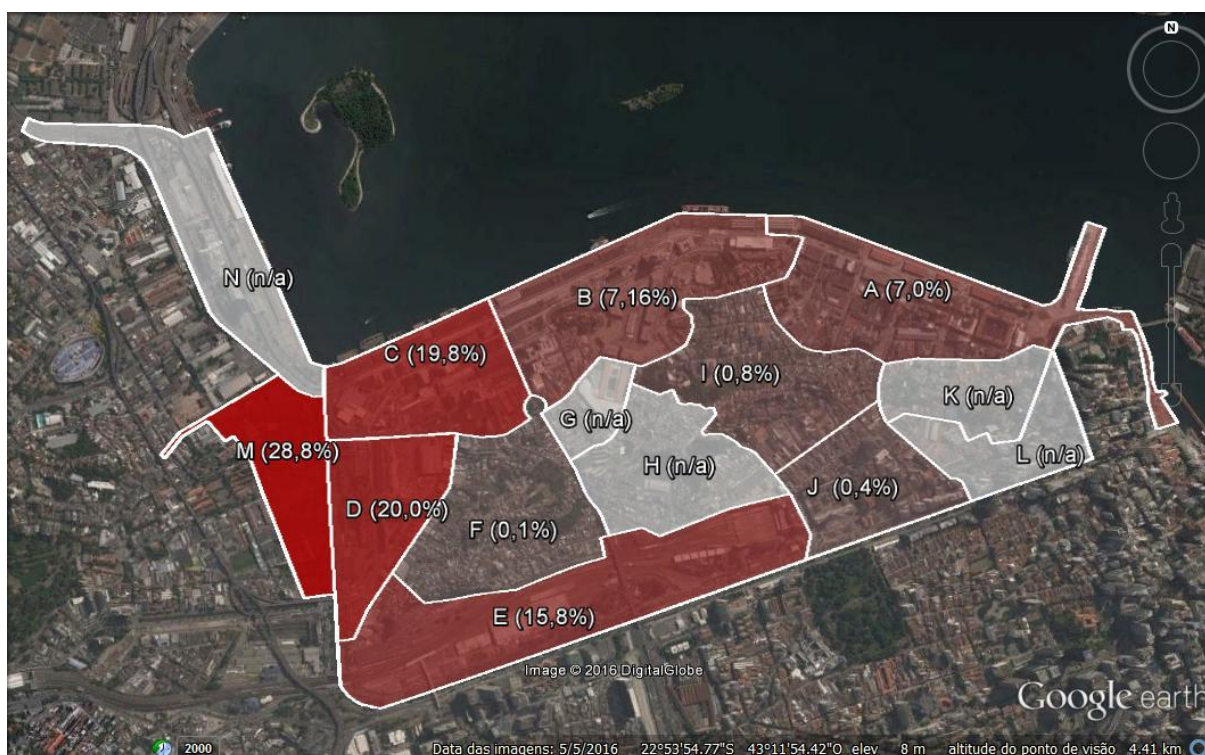 N
N (n/a)
B (7,16%)
A (7,0%)
C (19,8%)
I (0,8%)
K (n/a)
G (n/a)
M (28,8%)
H (n/a)
L (n/a)
D (20,0%)
J (0,4%)
F (0,1%)
E (15,8%)
Image © 2016 DigitalGlobe
Google earth
2000
Data das imagens: 5/5/2016 22°53'54.77"S 43°11'54.42"O elev 8 m altitude do ponto de visão 4.41 km